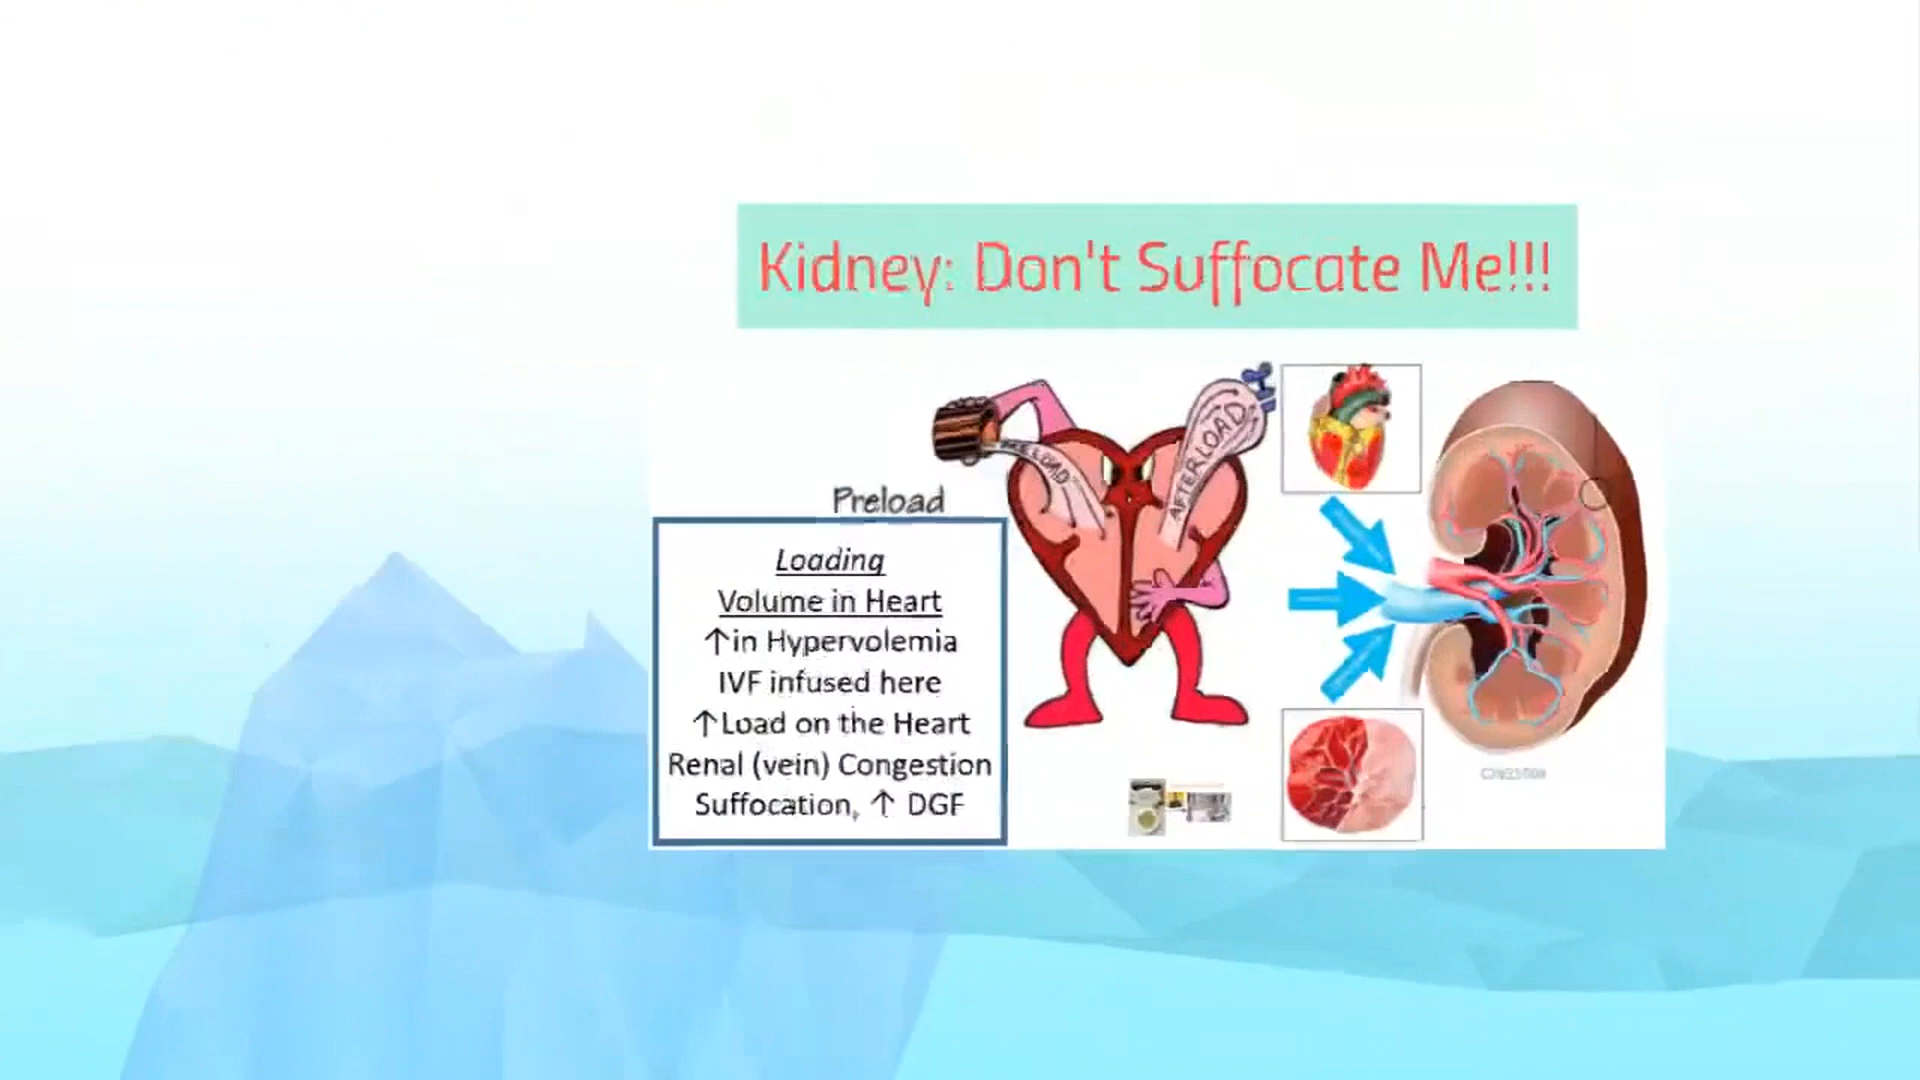 Kidney: Don't Suffocate Me!!!
Preload
AFTERLOAD
Loading
Volume in Heart
↑in Hypervolemia
IVF infused here
↑Load on the Heart
Renal (vein) Congestion
Suffocation, ↑ DGF